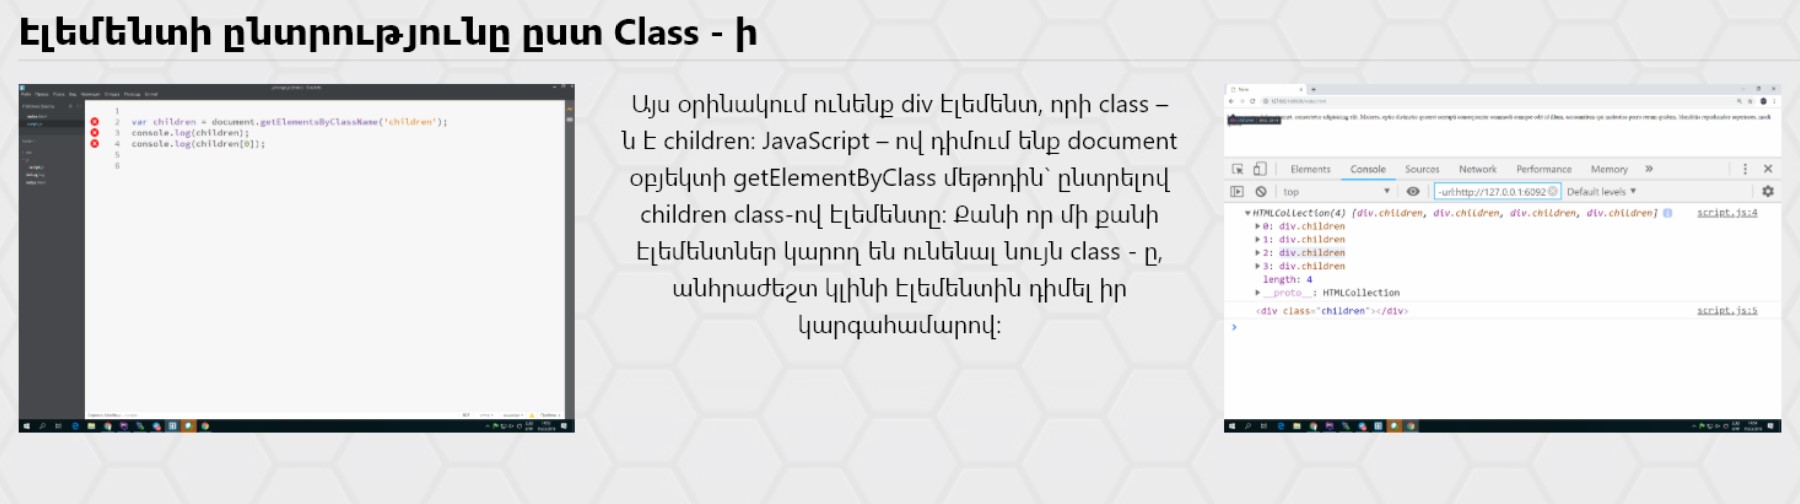 Էլեմենտի ընտրությունը ըստ Class - ի
1
2 var children = document.getElementsByClassName('children');
3 console.log(children);
4 console.log(children[0]);
5
6
Այս օրինակում ունենք div էլեմենտ, որի class –
ն է children: JavaScript – ով դիմում ենք document
օբյեկտի getElementByClass մեթոդին՝ ընտրելով
children class-ով էլեմենտը: Քանի որ մի քանի
էլեմենտներ կարող են ունենալ նույն class - ը,
անհրաժեշտ կլինի էլեմենտին դիմել իր
կարգահամարով:
Elements Console Sources Network Performance Memory »
top -url:http://127.0.0.1:6092 Default levels ▼
▼HTMLCollection(4) [div.children, div.children, div.children, div.children] script.js:4
▶0: div.children
▶1: div.children
▶2: div.children
▶3: div.children
length: 4
▶__proto__: HTMLCollection
<div class="children"></div> script.js:5
>